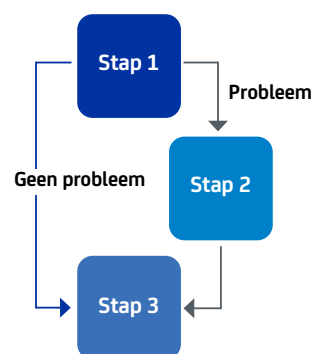 Stap 1
Probleem
Geen probleem
Stap 2
Stap 3